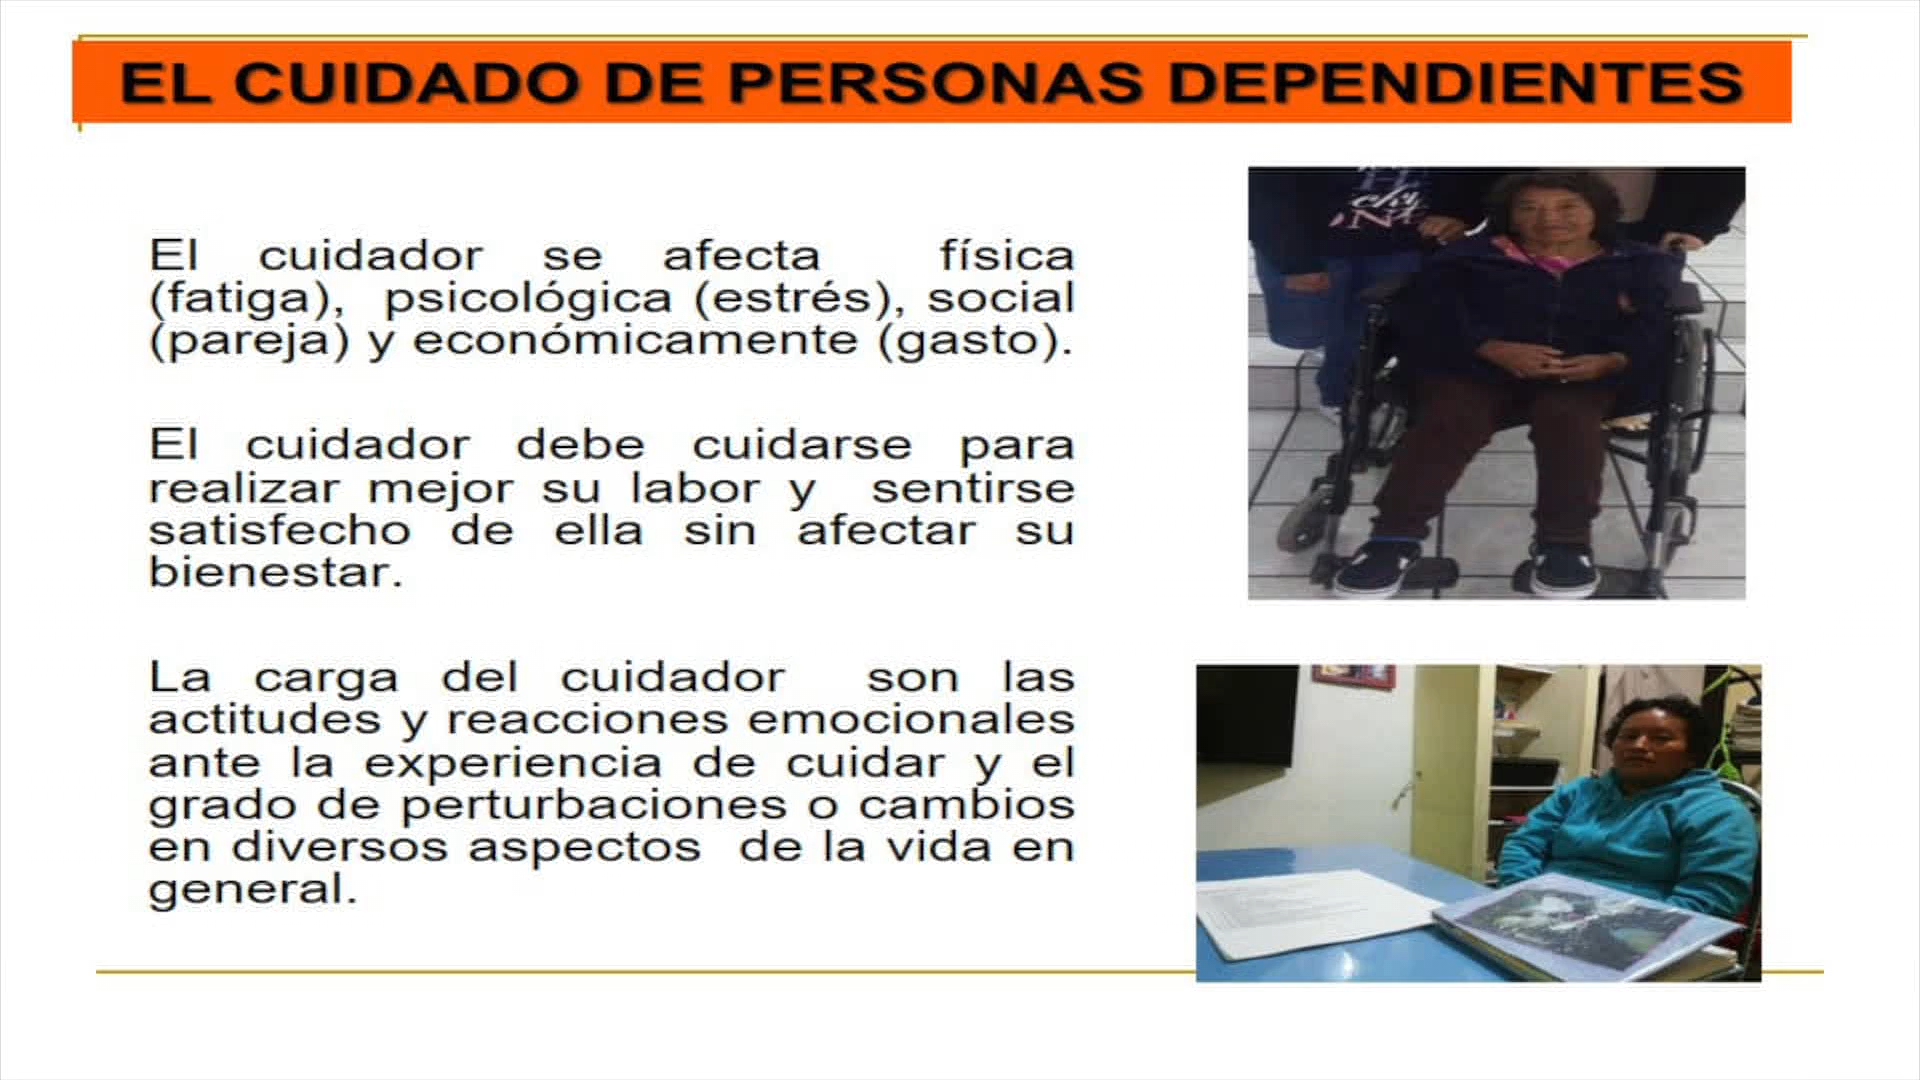 EL CUIDADO DE PERSONAS DEPENDIENTES
El cuidador se afecta física
(fatiga), psicológica (estrés), social
(pareja) y económicamente (gasto).
El cuidador debe cuidarse para
realizar mejor su labor y sentirse
satisfecho de ella sin afectar su
bienestar.
La carga del cuidador son las
actitudes y reacciones emocionales
ante la experiencia de cuidar y el
grado de perturbaciones o cambios
en diversos aspectos de la vida en
general.